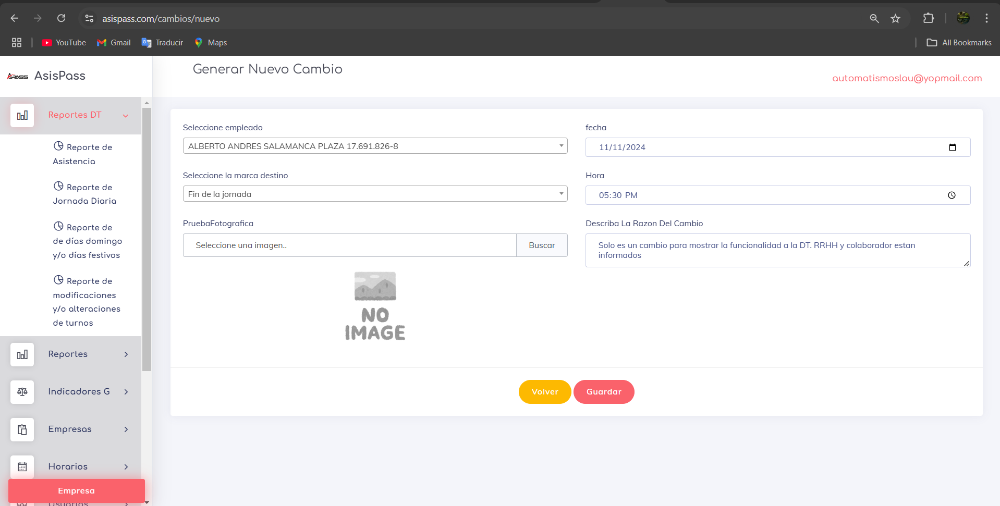 asispass.com/cambios/nuevo
YouTube
Gmail
Traducir
Maps
All Bookmarks
APASS AsisPass
Generar Nuevo Cambio
automatismoslau@yopmail.com
Reportes DT
Reporte de
Asistencia
Reporte de
Jornada Diaria
Reporte de
de días domingo
y/o días festivos
Reporte de
modificaciones
y/o alteraciones
de turnos
Reportes
Indicadores G
Empresas
Horarios
Empresa
Usuarios
Seleccione empleado
ALBERTO ANDRES SALAMANCA PLAZA 17.691.826-8
fecha
11/11/2024
Seleccione la marca destino
Fin de la jornada
Hora
05:30 PM
PruebaFotografica
Seleccione una imagen..
Buscar
NO
IMAGE
Describa La Razon Del Cambio
Solo es un cambio para mostrar la funcionalidad a la DT. RRHH y colaborador estan
informados
Volver
Guardar